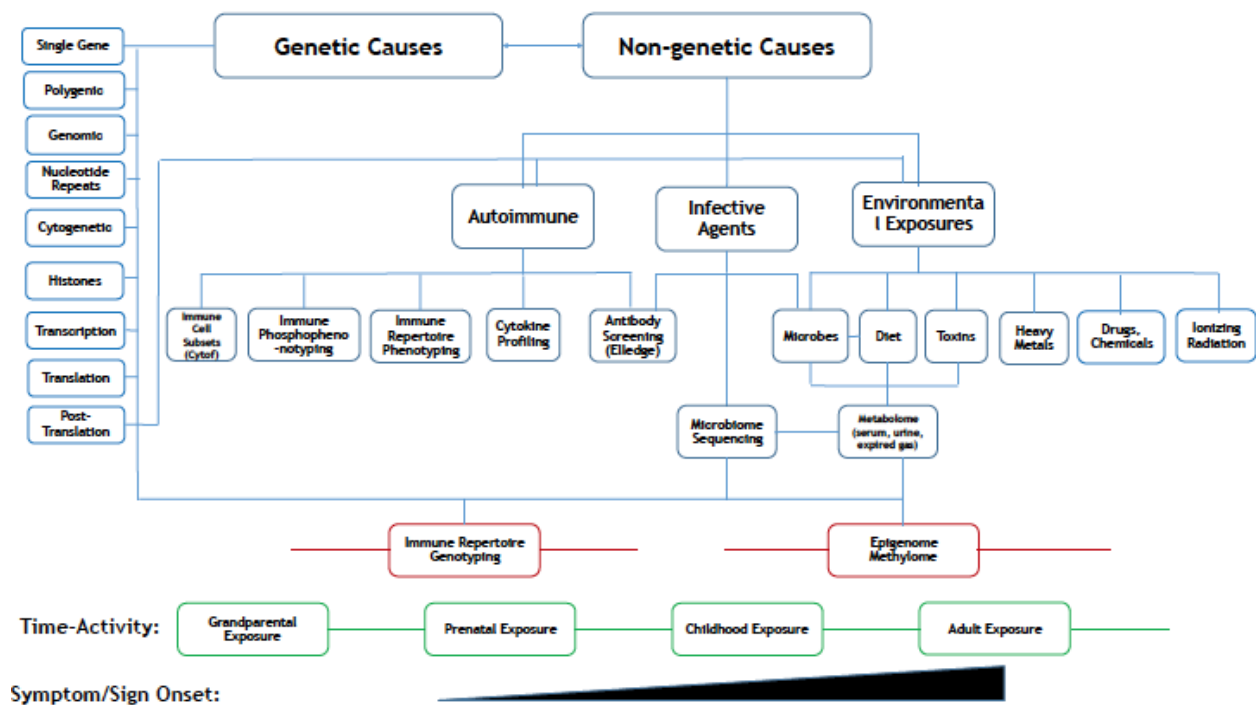 Single Gene
Genetic Causes
Non-genetic Causes
Polygenic
Genomic
Nucleotide
Repeats
Cytogenetic
Histones
Transcription
Translation
Post-
Translation
Autoimmune
Infective
Agents
Environmenta
l Exposures
Immune
Cell
Subsets
(Cytof)
Immune
Phosphopheno
-notyping
Immune
Repertoire
Phenotyping
Cytokine
Profiling
Antibody
Screening
(Elledge)
Microbes
Diet
Toxins
Heavy
Metals
Drugs,
Chemicals
Ionizing
Radiation
Microbiome
Sequencing
Metabolome
(serum, urine,
expired gas)
Immune Repertoire
Genotyping
Epigenome
Methylome
Time-Activity:
Grandparental
Exposure
Prenatal Exposure
Childhood Exposure
Adult Exposure
Symptom/Sign Onset: